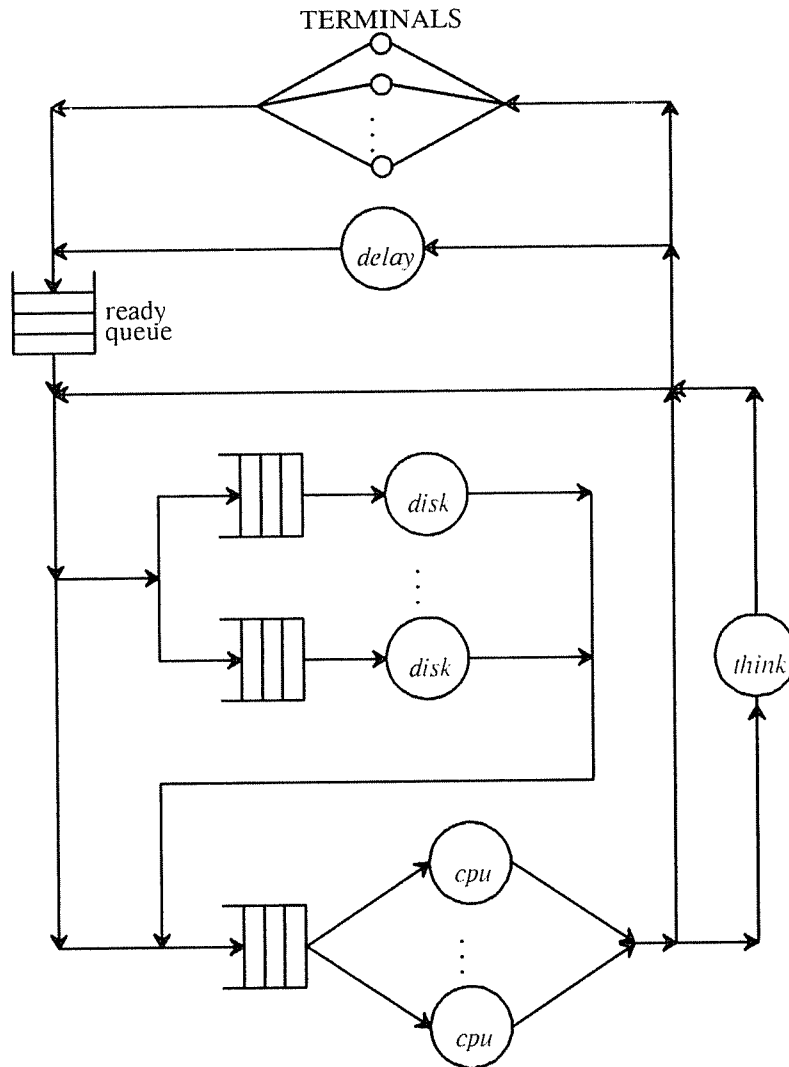 TERMINALS
delay
ready
queue
disk
disk
think
cpu
cpu